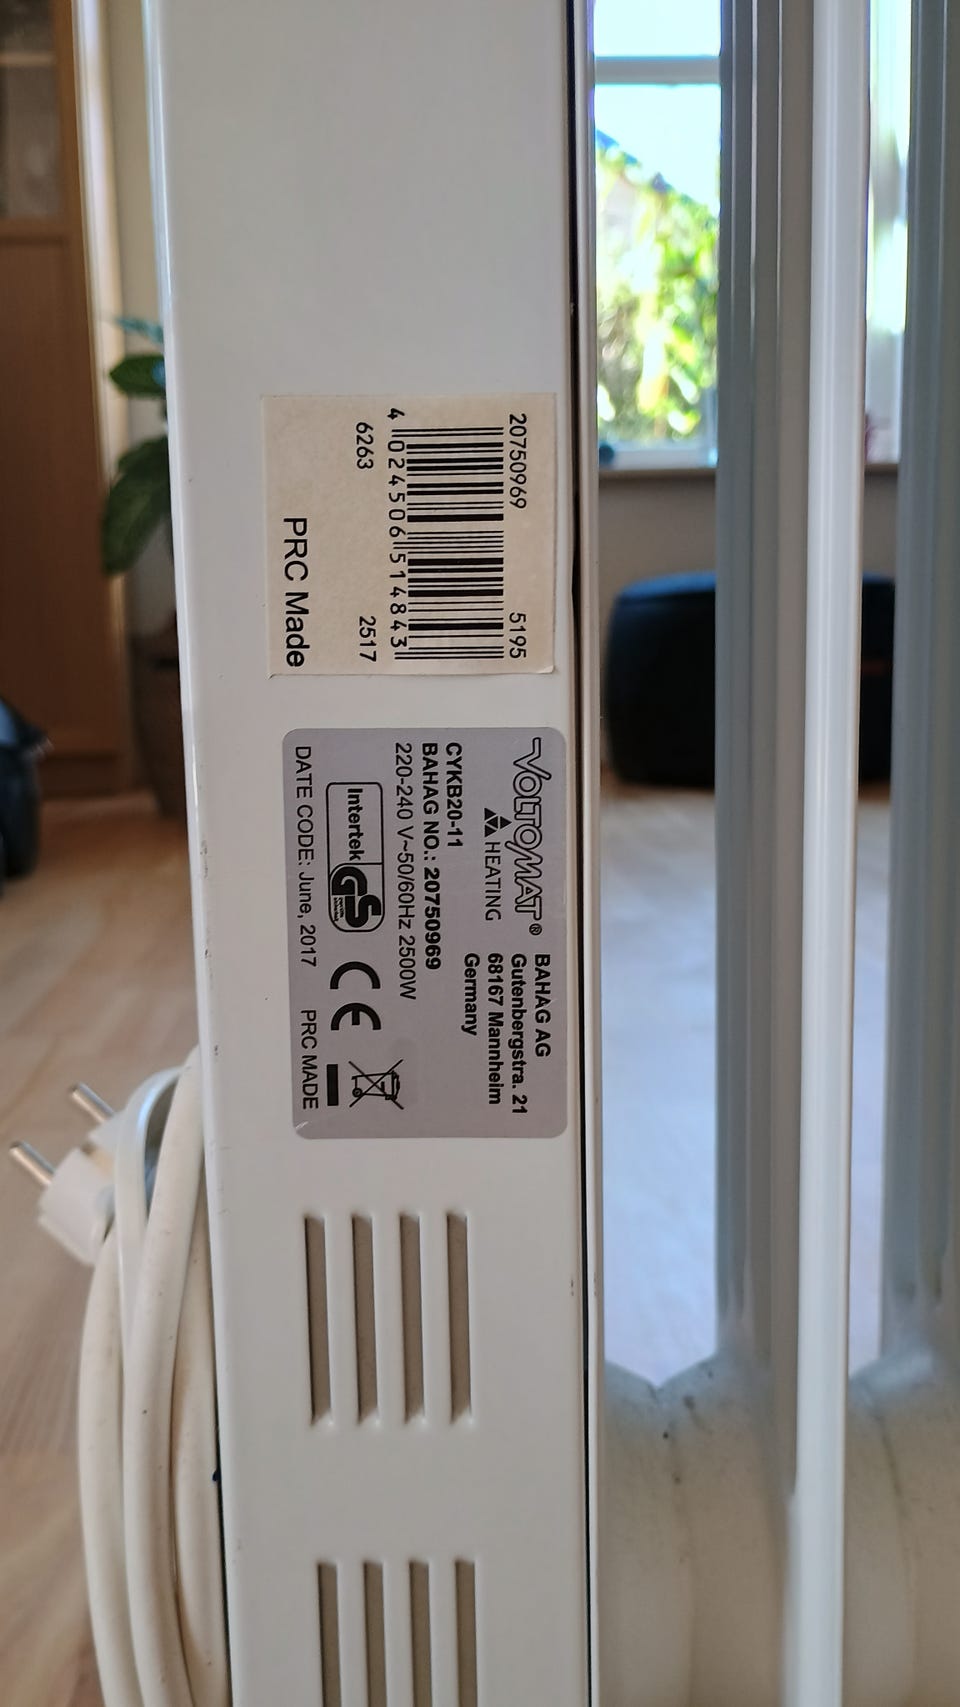 20750969 5195
4 024506 514843
6263 2517
PRC Made
VOLTOMAT®
HEATING
BAHAG AG
Gutenbergstra. 21
68167 Mannheim
Germany
CYKB20-11
BAHAG NO.: 20750969
220-240 V~50/60Hz 2500W
Intertek GS CE
DATE CODE: June, 2017 PRC MADE